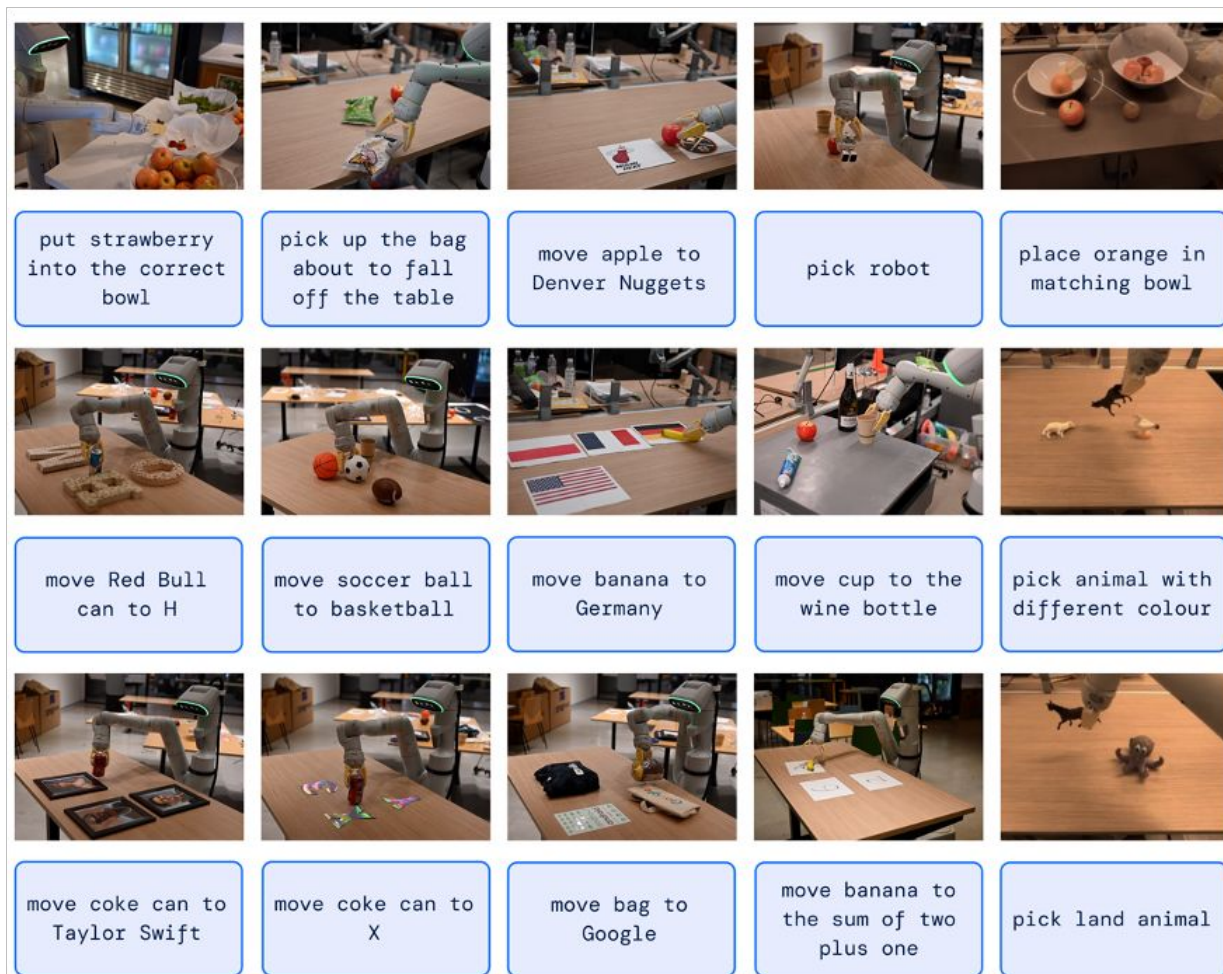 put strawberry
into the correct
bowl
pick up the bag
about to fall
off the table
move apple to
Denver Nuggets
pick robot
place orange in
matching bowl
move Red Bull
can to H
move soccer ball
to basketball
move banana to
Germany
move cup to the
wine bottle
pick animal with
different colour
move coke can to
Taylor Swift
move coke can to
X
move bag to
Google
move banana to
the sum of two
plus one
pick land animal